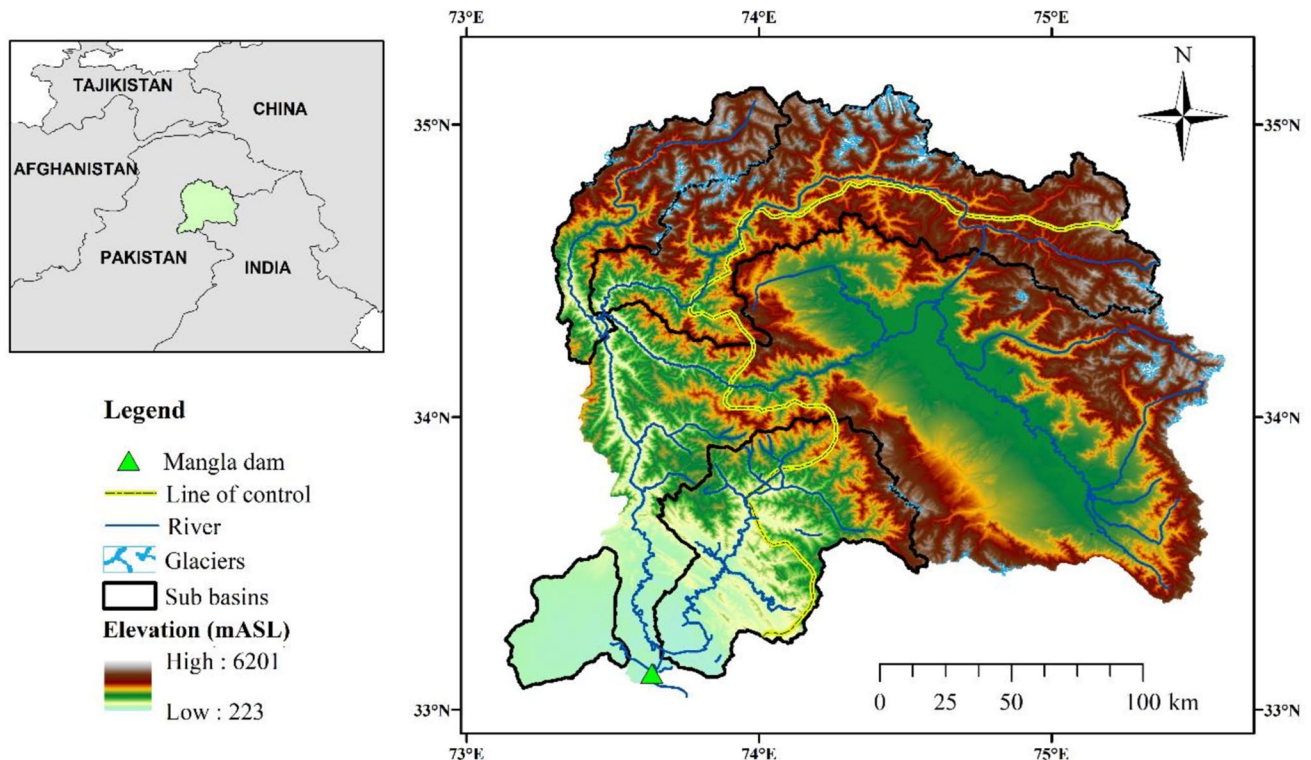 73°E
74°E
75°E
TAJIKISTAN
CHINA
AFGHANISTAN
PAKISTAN
INDIA
N
35°N
35°N
34°N
34°N
33°N
33°N
Legend
Mangla dam
Line of control
River
Glaciers
Sub basins
Elevation (mASL)
High : 6201
Low : 223
0 25 50 100 km
73°E
74°E
75°E